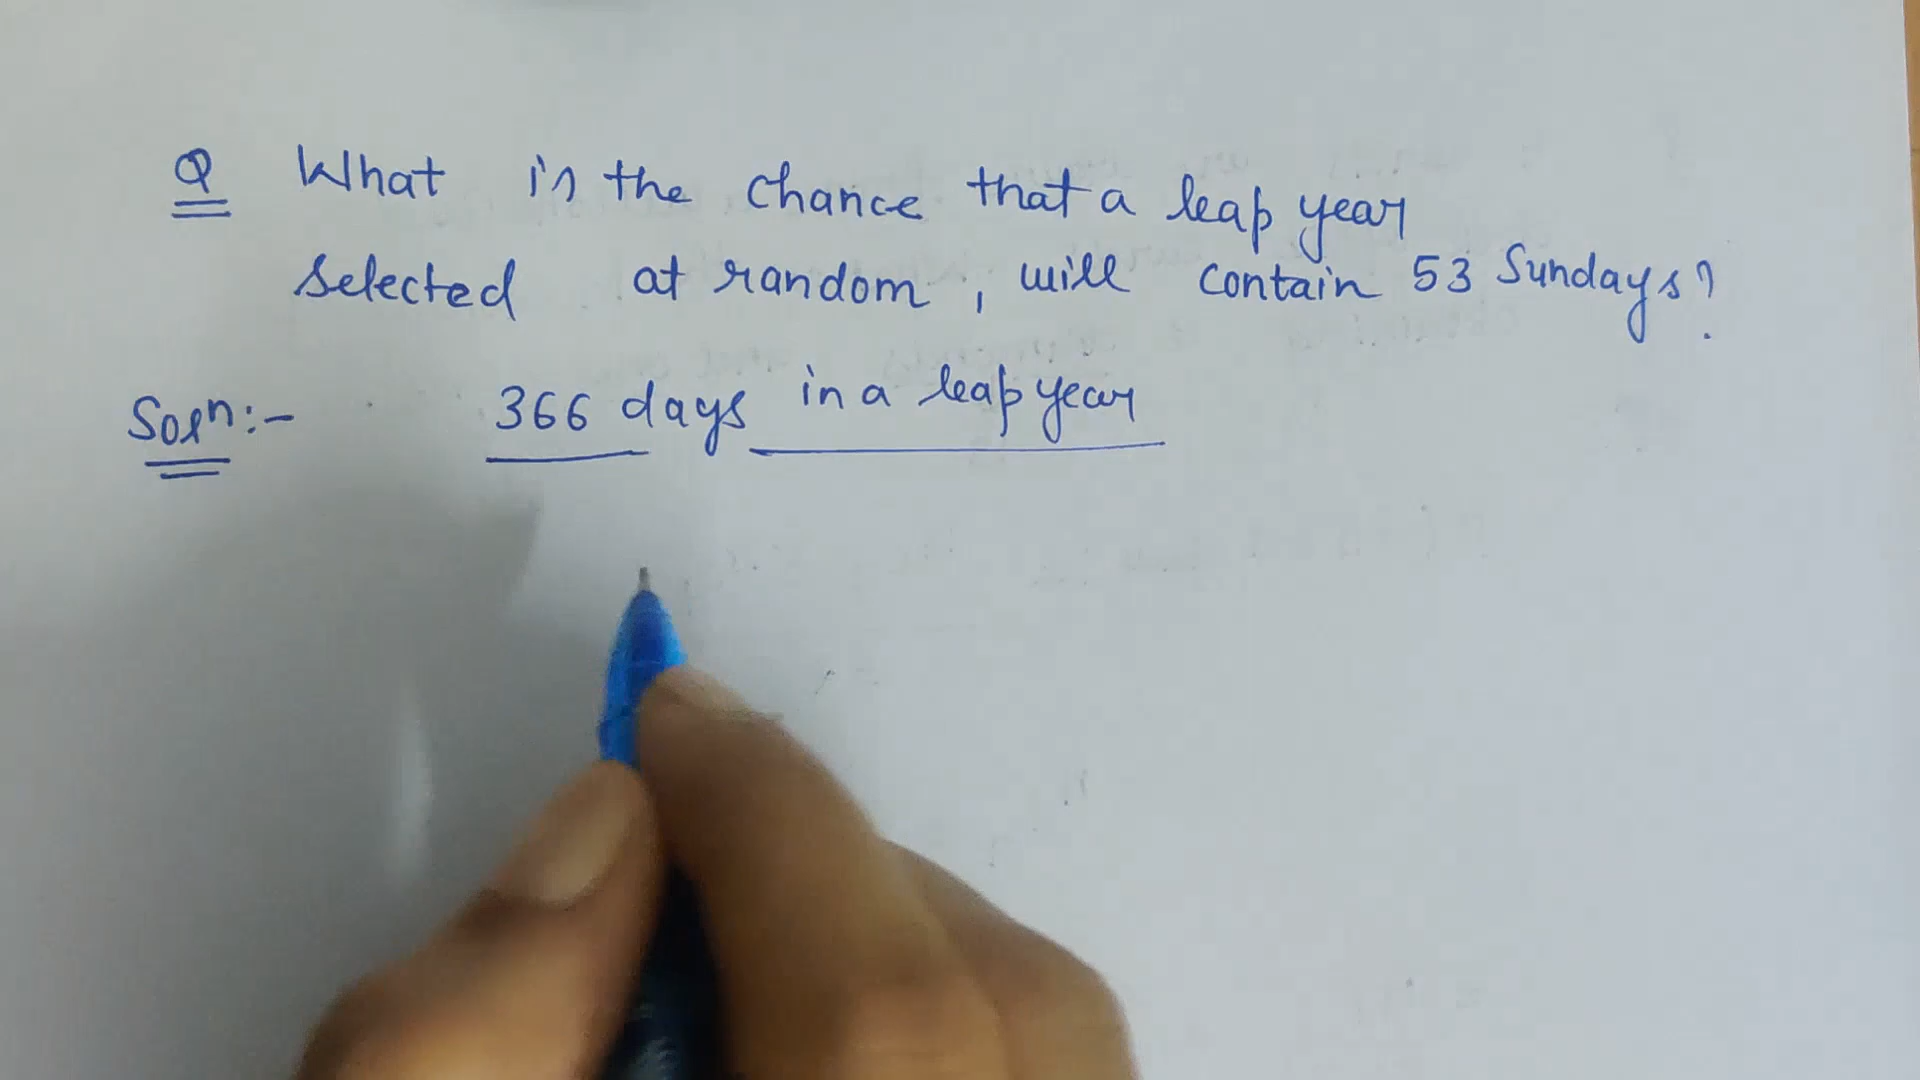 Q What is the chance that a leap year
selected at random, will contain 53 Sundays?
Soln:- 366 days in a leap year